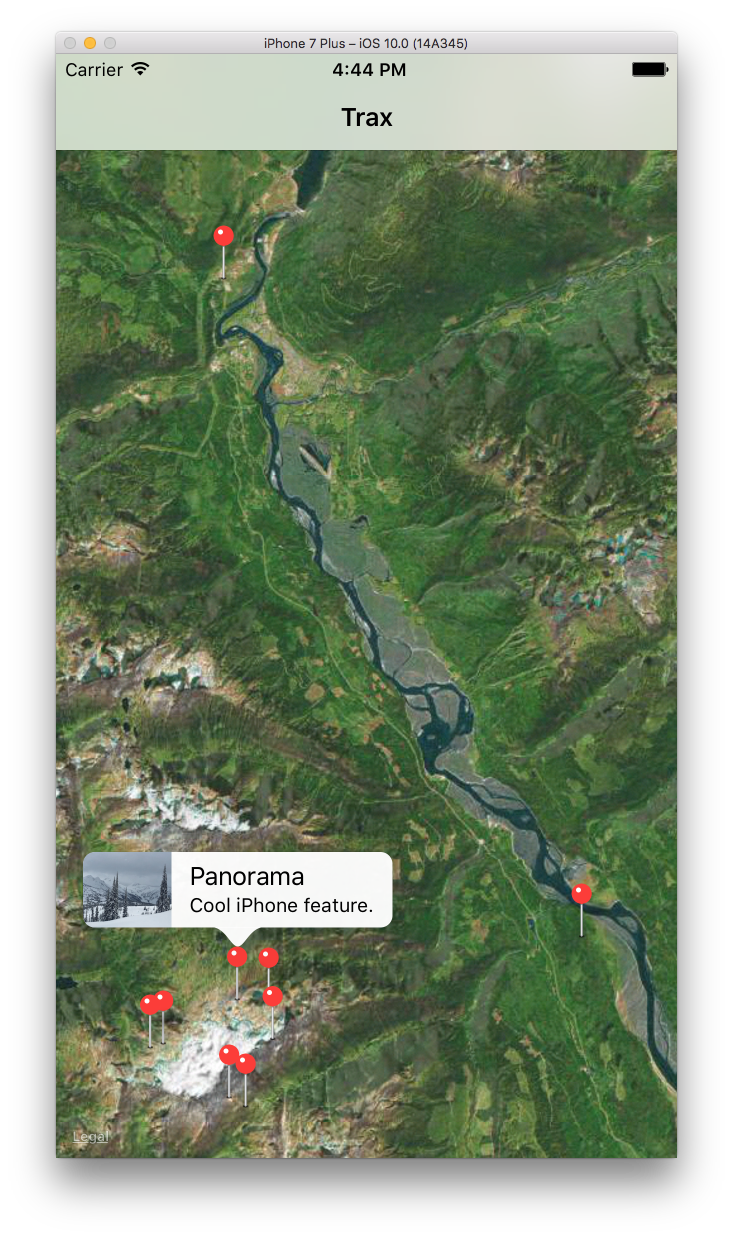 iPhone 7 Plus – iOS 10.0 (14A345)
Carrier 4:44 PM
Trax
Panorama
Cool iPhone feature.
Legal